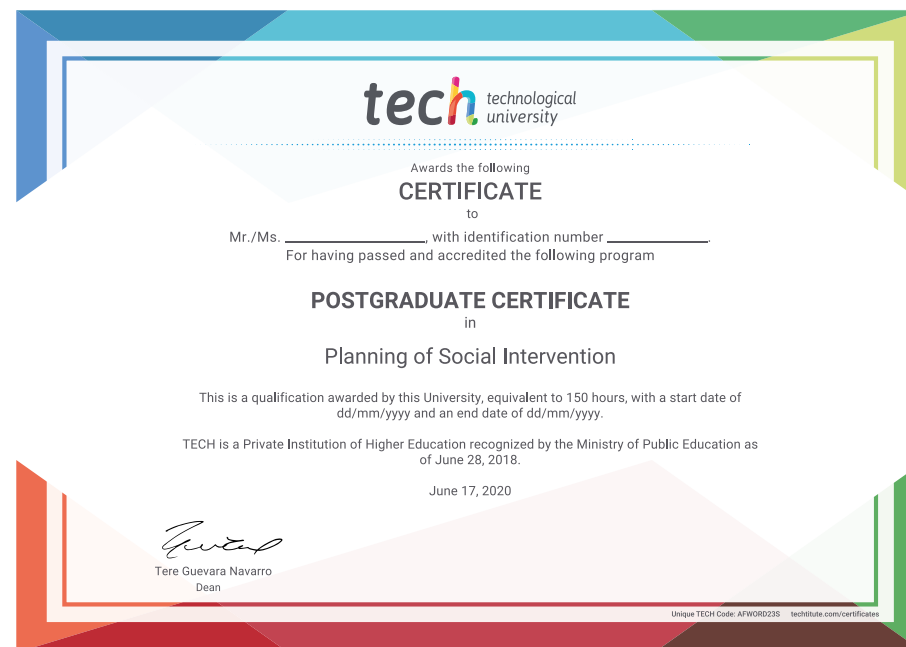 tech technological
university
Awards the following
CERTIFICATE
to
Mr./Ms. ____________________, with identification number ______________.
For having passed and accredited the following program
POSTGRADUATE CERTIFICATE
in
Planning of Social Intervention
This is a qualification awarded by this University, equivalent to 150 hours, with a start date of
dd/mm/yyyy and an end date of dd/mm/yyyy.
TECH is a Private Institution of Higher Education recognized by the Ministry of Public Education as
of June 28, 2018.
June 17, 2020
Tere Guevara Navarro
Dean
Unique TECH Code: AFWORD23S techtitute.com/certificates